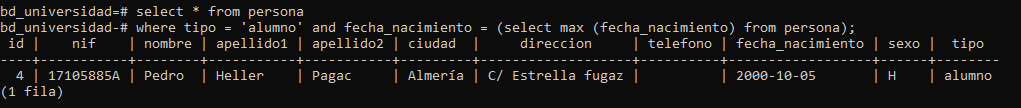 bd_universidad=# select * from persona
bd_universidad-# where tipo = 'alumno' and fecha_nacimiento = (select max (fecha_nacimiento) from persona);
 id |    nif    | nombre | apellido1 | apellido2 | ciudad  |     direccion      | telefono | fecha_nacimiento | sexo |  tipo
----+-----------+--------+-----------+-----------+---------+--------------------+----------+------------------+------+--------
  4 | 17105885A | Pedro  | Heller    | Pagac     | Almería | C/ Estrella fugaz  |          | 2000-10-05       | H    | alumno
(1 fila)